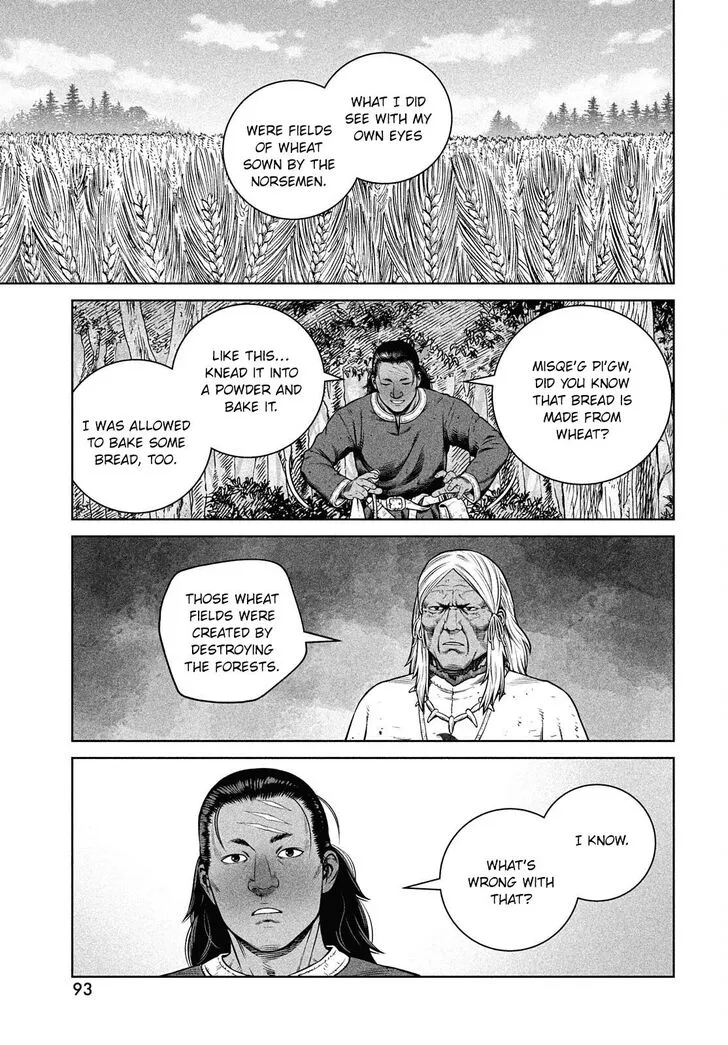 WHAT I DID
SEE WITH MY
OWN EYES
WERE FIELDS
OF WHEAT
SOWN BY THE
NORSEMEN.
MISQE'G PI'GW,
DID YOU KNOW
THAT BREAD IS
MADE FROM
WHEAT?
LIKE THIS...
KNEAD IT INTO
A POWDER AND
BAKE IT.
I WAS ALLOWED
TO BAKE SOME
BREAD, TOO.
THOSE WHEAT
FIELDS WERE
CREATED BY
DESTROYING
THE FORESTS.
I KNOW.
WHAT'S
WRONG WITH
THAT?
93